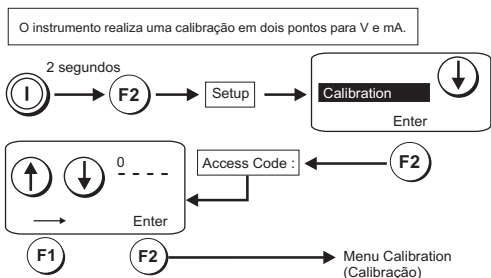 O instrumento realiza uma calibração em dois pontos para V e mA.
2 segundos
I
F2
Setup
Calibration
Enter
0
- - - -
Access Code :
F2
Enter
F1
F2
Menu Calibration
(Calibração)